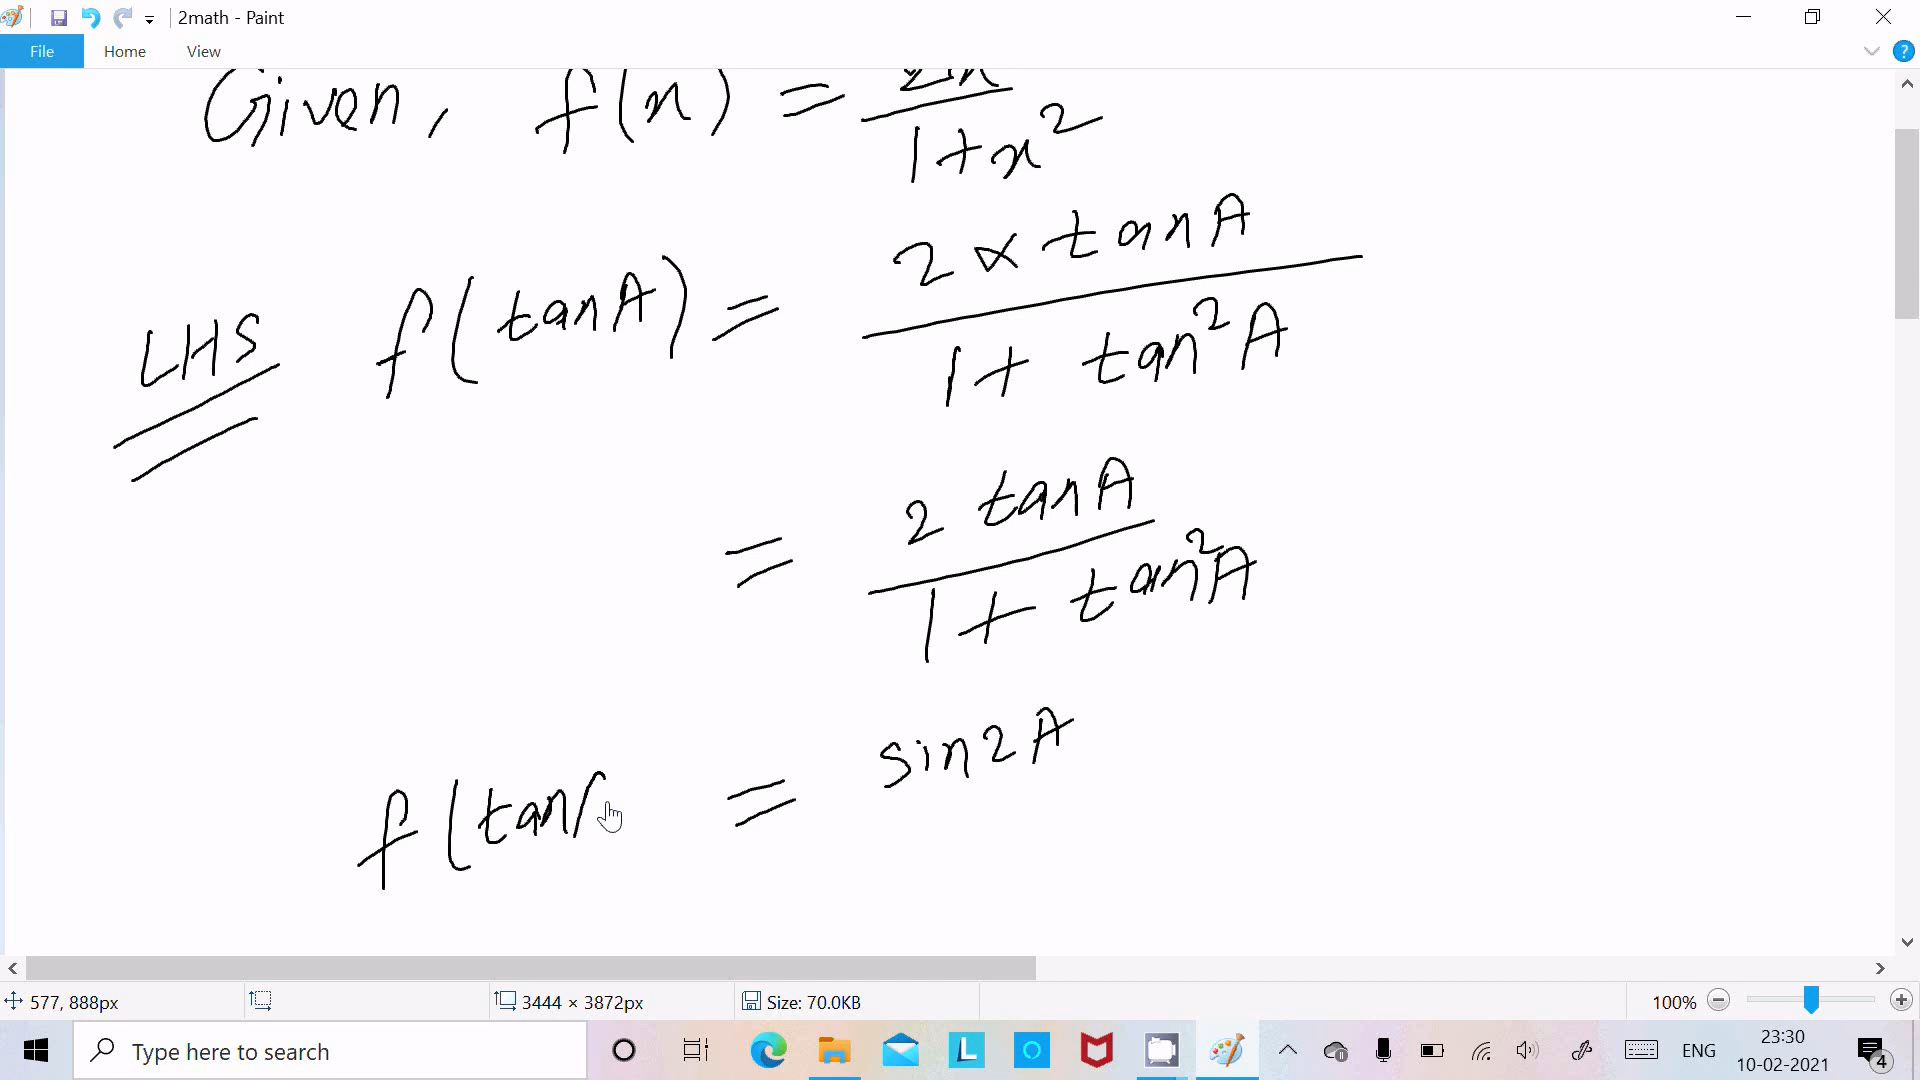 2math - Paint
File Home View
Given, f(x) = 2x / 1+x²
LHS f(tanA) = 2 × tanA / 1 + tan²A
= 2 tanA / 1 + tan²A
f(tan = sin2A
577, 888px 3444 × 3872px Size: 70.0KB 100%
Type here to search ENG 23:30
10-02-2021 4